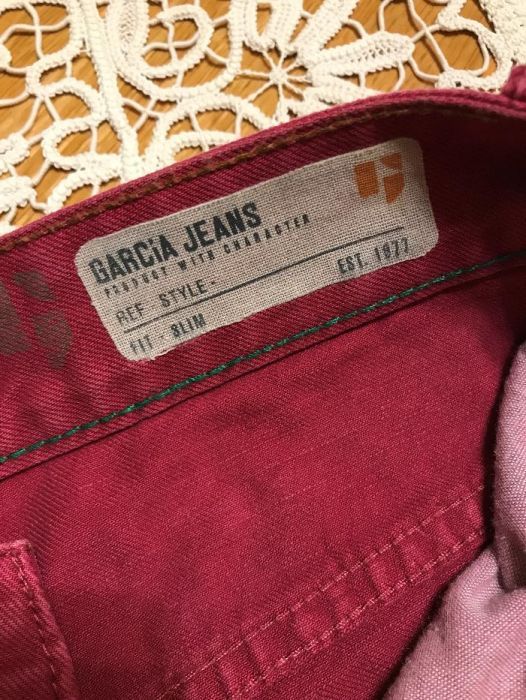 GARCIA JEANS
PRODUCT WITH CHARACTER
REF STYLE -
EST. 1977
FIT - SLIM